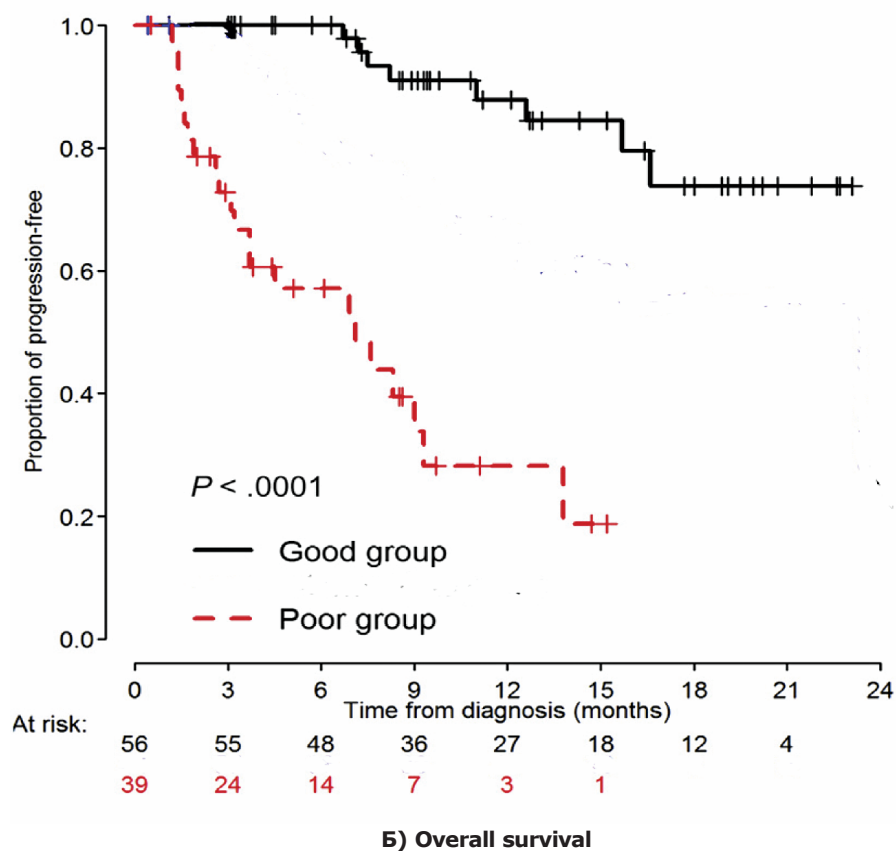 1.0
0.8
0.6
0.4
0.2
0.0
Proportion of progression-free
P < .0001
Good group
Poor group
0 3 6 9 12 15 18 21 24
Time from diagnosis (months)
At risk:
56 55 48 36 27 18 12 4
39 24 14 7 3 1
Б) Overall survival